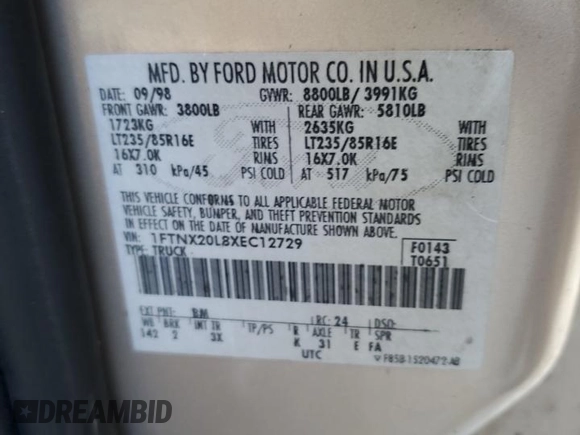 MFD. BY FORD MOTOR CO. IN U.S.A.
DATE: 09/98 GVWR: 8800LB/ 3991KG
FRONT GAWR: 3800LB REAR GAWR: 5810LB
1723KG WITH 2635KG WITH
LT235/85R16E TIRES LT235/85R16E TIRES
16X7.0K RIMS 16X7.0K RIMS
AT 310 kPa/45 PSI COLD AT 517 kPa/75 PSI COLD
THIS VEHICLE CONFORMS TO ALL APPLICABLE FEDERAL MOTOR
VEHICLE SAFETY, BUMPER, AND THEFT PREVENTION STANDARDS
IN EFFECT ON THE DATE OF MANUFACTURE SHOWN ABOVE.
VEH. IDENT. NO.: 1FTNX20L8XEC12729
TYPE: TRUCK
F0143
T0651
EXT PNT: RC: 24 DSO:
WB BRK INT TR TP/PS R AXLE TR SPR
142 2 3X K 31 E FA
UTC
DREAMBID